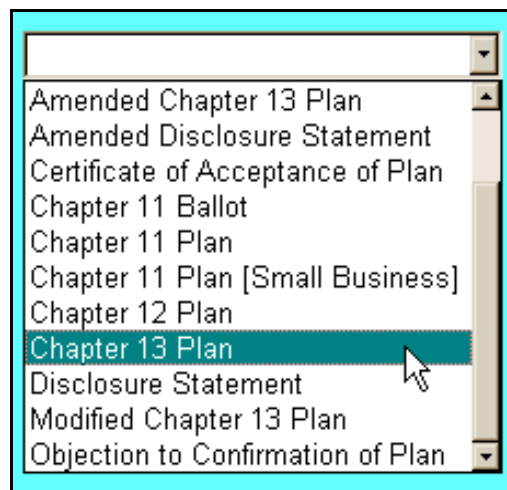 Amended Chapter 13 Plan
Amended Disclosure Statement
Certificate of Acceptance of Plan
Chapter 11 Ballot
Chapter 11 Plan
Chapter 11 Plan [Small Business]
Chapter 12 Plan
Chapter 13 Plan
Disclosure Statement
Modified Chapter 13 Plan
Objection to Confirmation of Plan